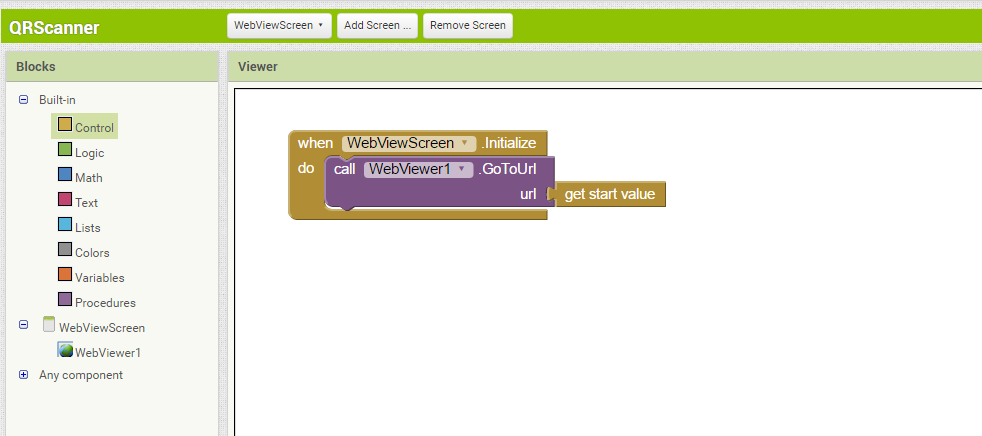 QRScanner
WebViewScreen
Add Screen ...
Remove Screen
Blocks
Viewer
Built-in
Control
Logic
Math
Text
Lists
Colors
Variables
Procedures
WebViewScreen
WebViewer1
Any component
when WebViewScreen .Initialize
do call WebViewer1 .GoToUrl
url get start value